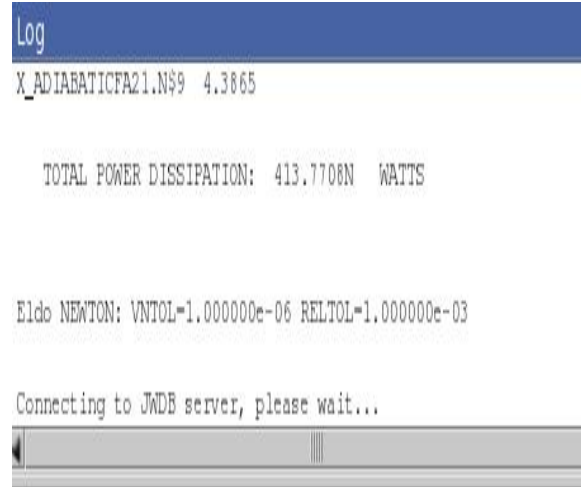 Log
X_ADIABATICFA21.N$9 4.3865
TOTAL POWER DISSIPATION: 413.7708N WATTS
Eldo NEWTON: VNTOL=1.000000e-06 RELTOL=1.000000e-03
Connecting to JWDB server, please wait...